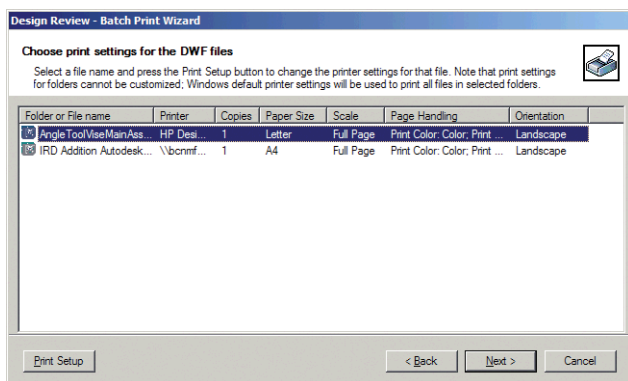 Design Review - Batch Print Wizard
Choose print settings for the DWF files
Select a file name and press the Print Setup button to change the printer settings for that file. Note that print settings
for folders cannot be customized; Windows default printer settings will be used to print all files in selected folders.
Folder or File name Printer Copies Paper Size Scale Page Handling Orientation
AngleToolViseMainAss... HP Desi... 1 Letter Full Page Print Color: Color; Print ... Landscape
IRD Addition Autodesk... \\bcnmf... 1 A4 Full Page Print Color: Color; Print ... Landscape
Print Setup < Back Next > Cancel